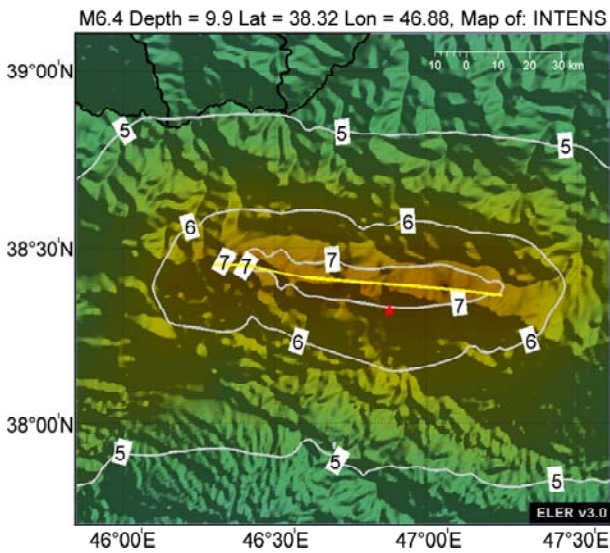 M6.4 Depth = 9.9 Lat = 38.32 Lon = 46.88, Map of: INTENS
39°00'N
10 0 10 20 30 km
5
5
5
6
6
38°30'N
7
7
7
7
6
6
38°00'N
5
5
5
ELER v3.0
46°00'E
46°30'E
47°00'E
47°30'E